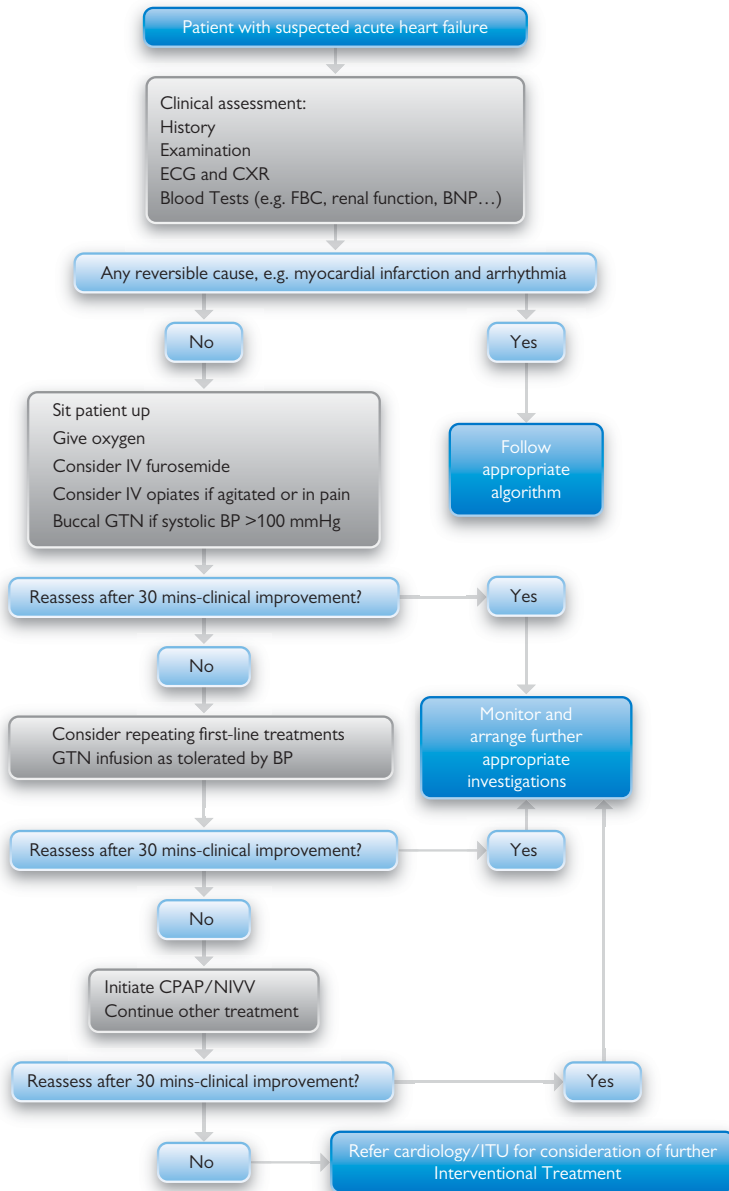 Patient with suspected acute heart failure
Clinical assessment:
History
Examination
ECG and CXR
Blood Tests (e.g. FBC, renal function, BNP…)
Any reversible cause, e.g. myocardial infarction and arrhythmia
No
Yes
Sit patient up
Give oxygen
Consider IV furosemide
Consider IV opiates if agitated or in pain
Buccal GTN if systolic BP >100 mmHg
Follow
appropriate
algorithm
Reassess after 30 mins-clinical improvement?
Yes
No
Consider repeating first-line treatments
GTN infusion as tolerated by BP
Monitor and
arrange further
appropriate
investigations
Reassess after 30 mins-clinical improvement?
Yes
No
Initiate CPAP/NIVV
Continue other treatment
Reassess after 30 mins-clinical improvement?
Yes
No
Refer cardiology/ITU for consideration of further
Interventional Treatment